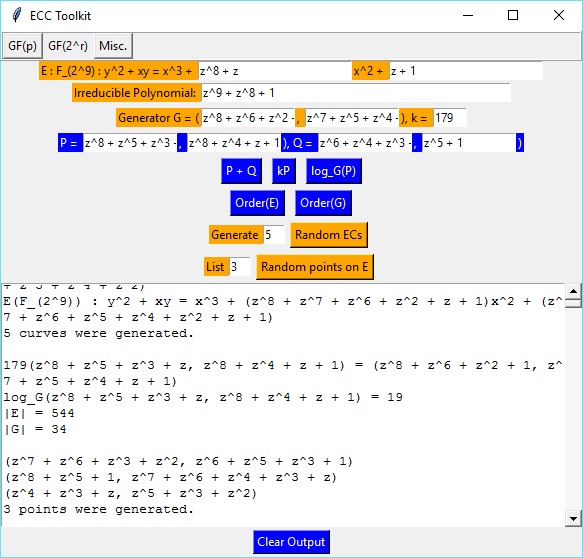 ECC Toolkit
GF(p) GF(2^r) Misc.
E : F_(2^9) : y^2 + xy = x^3 + z^8 + z x^2 + z + 1
Irreducible Polynomial: z^9 + z^8 + 1
Generator G = ( z^8 + z^6 + z^2 - , z^7 + z^5 + z^4 - ), k = 179
P = z^8 + z^5 + z^3 - , z^8 + z^4 + z + 1 ), Q = z^6 + z^4 + z^3 - , z^5 + 1 )
P + Q kP log_G(P)
Order(E) Order(G)
Generate 5 Random ECs
List 3 Random points on E
+ z^5 + z^4 + z^2)
E(F_(2^9)) : y^2 + xy = x^3 + (z^8 + z^7 + z^6 + z^2 + z + 1)x^2 + (z^
7 + z^6 + z^5 + z^4 + z^2 + z + 1)
5 curves were generated.
179(z^8 + z^5 + z^3 + z, z^8 + z^4 + z + 1) = (z^8 + z^6 + z^2 + 1, z^
7 + z^5 + z^4 + z + 1)
log_G(z^8 + z^5 + z^3 + z, z^8 + z^4 + z + 1) = 19
|E| = 544
|G| = 34
(z^7 + z^6 + z^3 + z^2, z^6 + z^5 + z^3 + 1)
(z^8 + z^5 + 1, z^7 + z^6 + z^4 + z^3 + z)
(z^4 + z^3 + z, z^5 + z^3 + z^2)
3 points were generated.
Clear Output